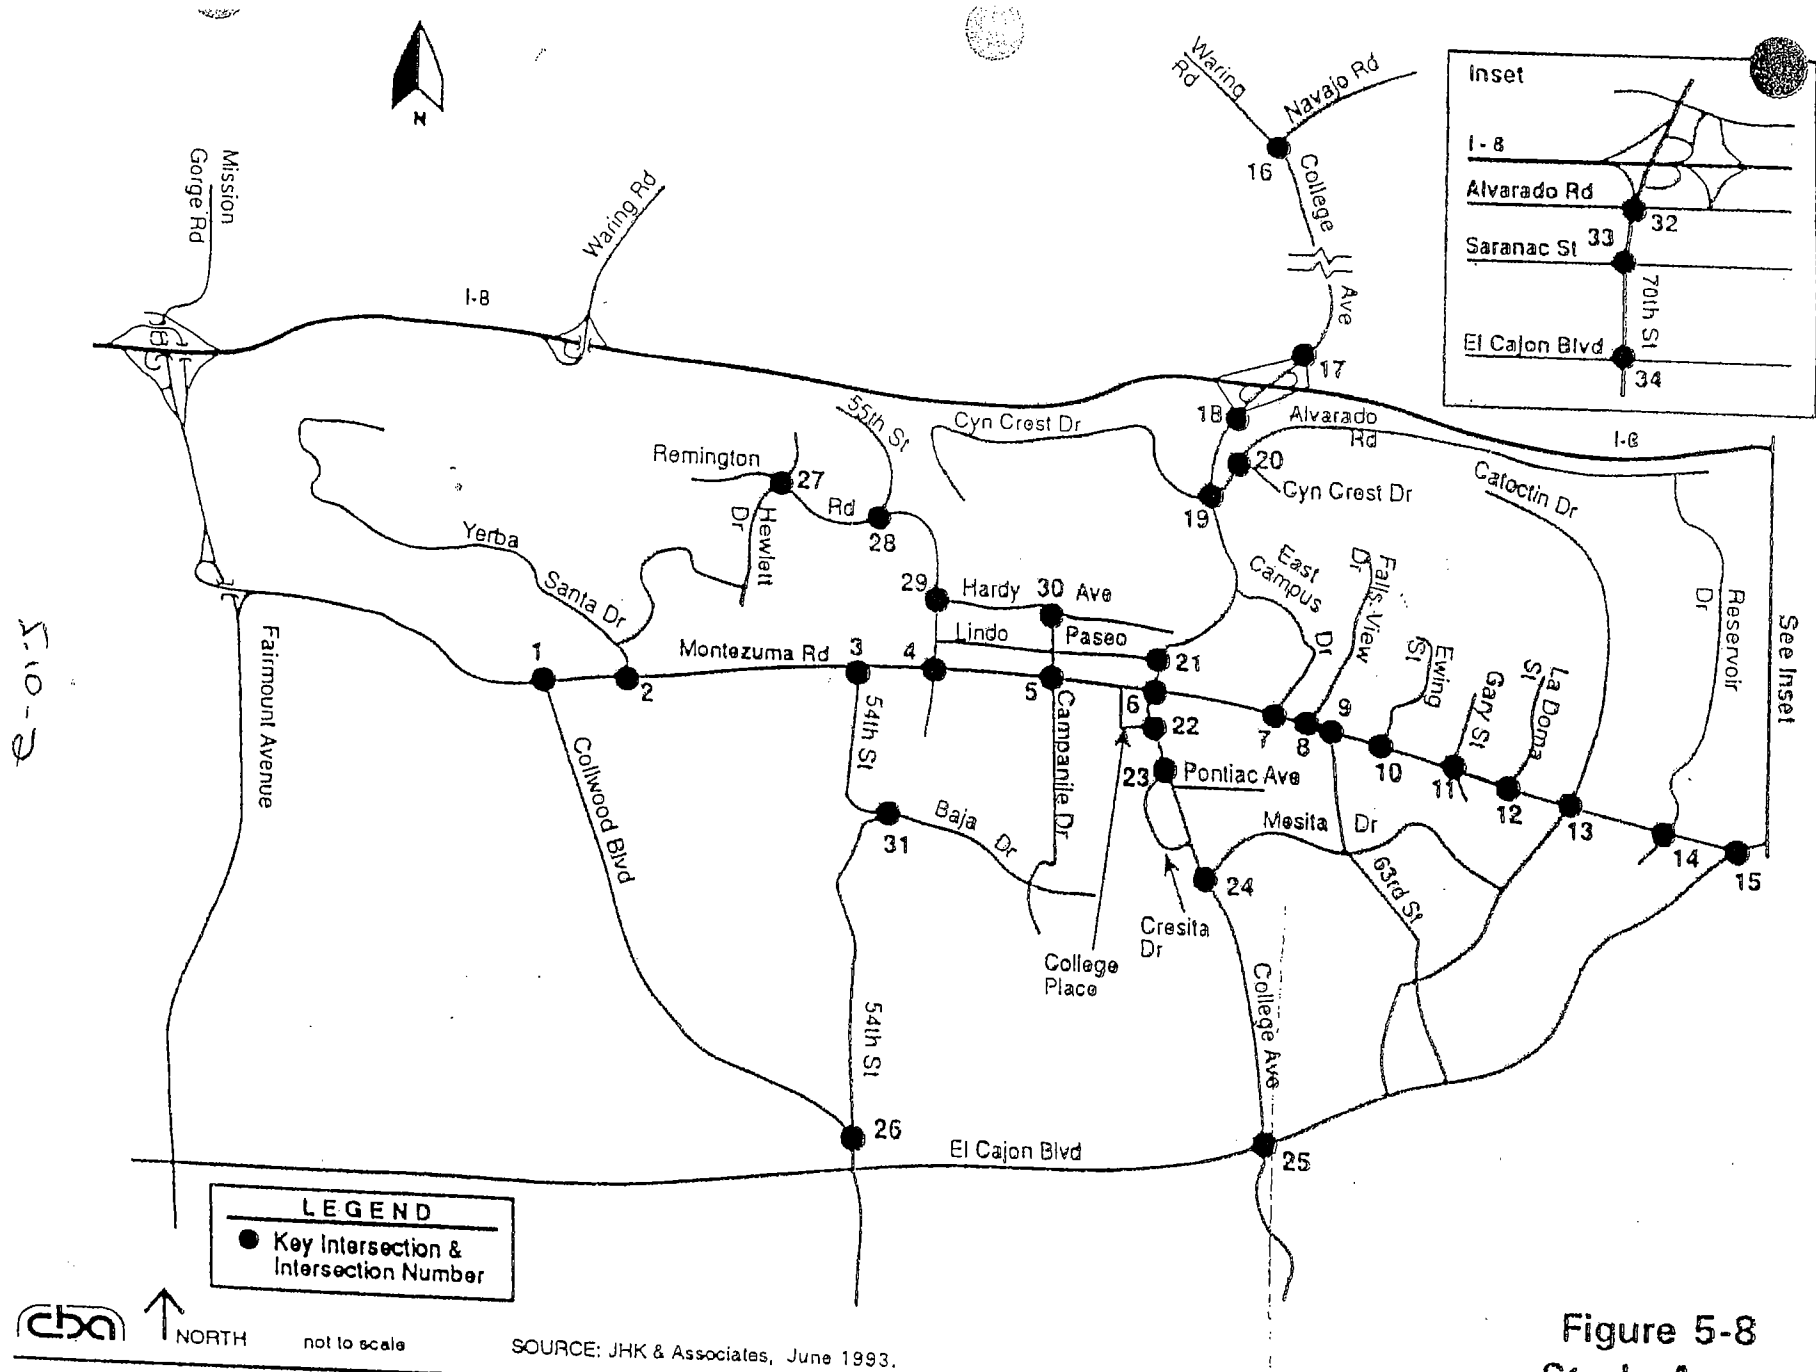 N
Mission
Gorge Rd
Waring Rd
I-8
Waring
Rd
Navajo Rd
16
College
Ave
17
18
Inset
I - 8
Alvarado Rd
32
33
Saranac St
70th St
El Cajon Blvd
34
55th St
Cyn Crest Dr
Alvarado
Rd
I-8
Remington
27
Rd
28
20
Cyn Crest Dr
19
Catoctin Dr
Hewlett
Dr
Yerba
Santa Dr
29
Hardy
30
Ave
East
Campus
Dr
Falls View
Dr
Reservoir
Dr
See Inset
Lindo
Paseo
21
Fairmount Avenue
1
2
Montezuma Rd
3
4
5
6
22
7
8
9
Ewing
St
10
Gary St
11
La Dorna
St
12
13
14
15
Collwood Blvd
54th St
Campanile Dr
23
Pontiac Ave
31
Baja
Dr
Mesita
Dr
24
63rd St
Cresita
Dr
College
Place
54th St
College Ave
26
El Cajon Blvd
25
LEGEND
Key Intersection &
Intersection Number
cba
NORTH
not to scale
SOURCE: JHK & Associates, June 1993.
Figure 5-8